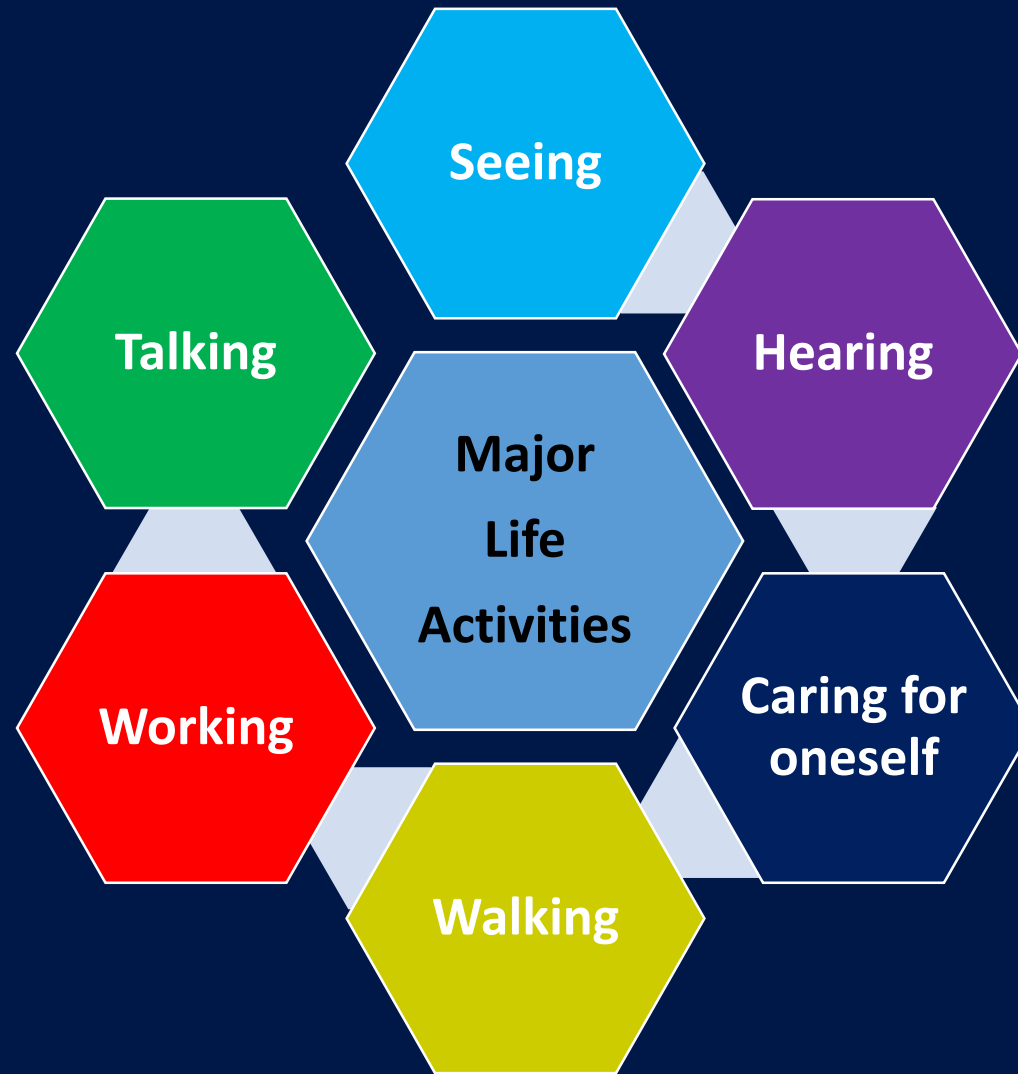 Seeing
Talking
Hearing
Major
Life
Activities
Caring for
oneself
Working
Walking